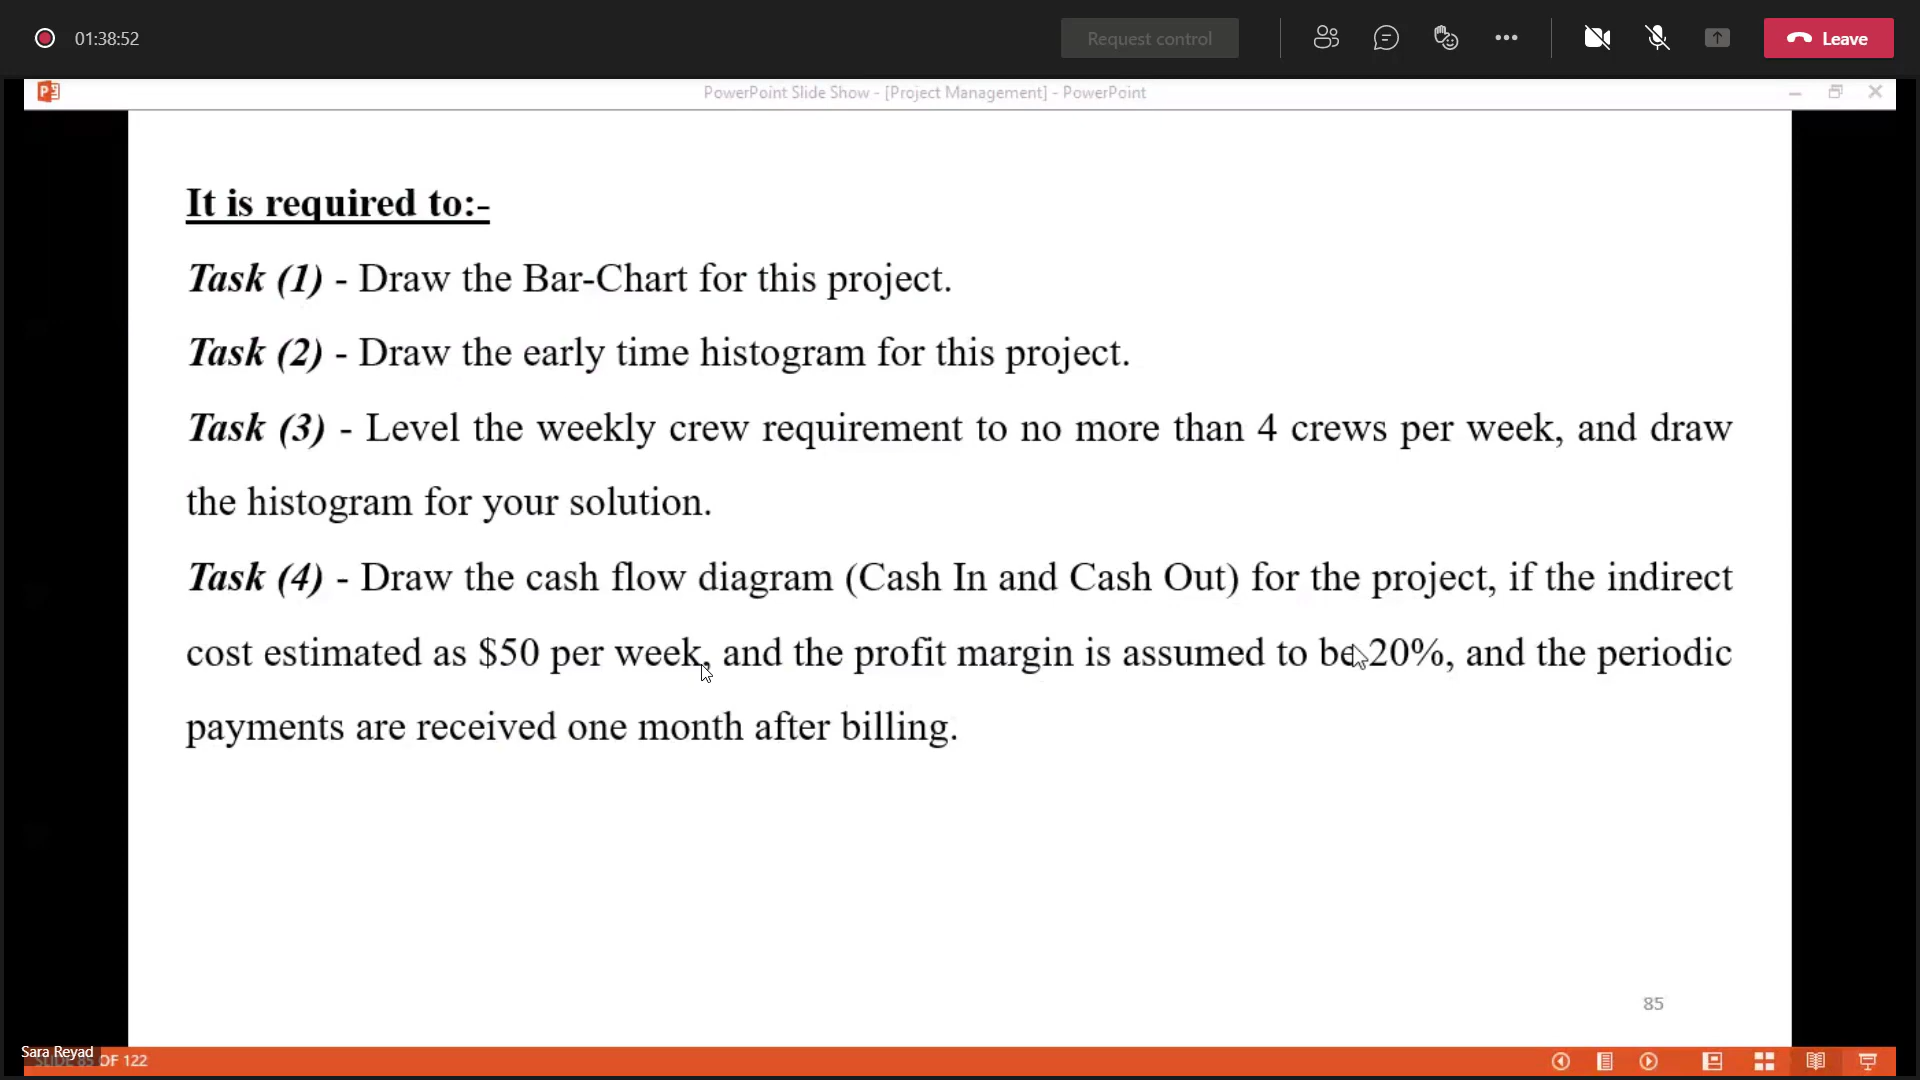 01:38:52
Request control
Leave
PowerPoint Slide Show - [Project Management] - PowerPoint
It is required to:-
Task (1) - Draw the Bar-Chart for this project.
Task (2) - Draw the early time histogram for this project.
Task (3) - Level the weekly crew requirement to no more than 4 crews per week, and draw
the histogram for your solution.
Task (4) - Draw the cash flow diagram (Cash In and Cash Out) for the project, if the indirect
cost estimated as $50 per week, and the profit margin is assumed to be 20%, and the periodic
payments are received one month after billing.
85
Sara Reyad
SLIDE 85 OF 122